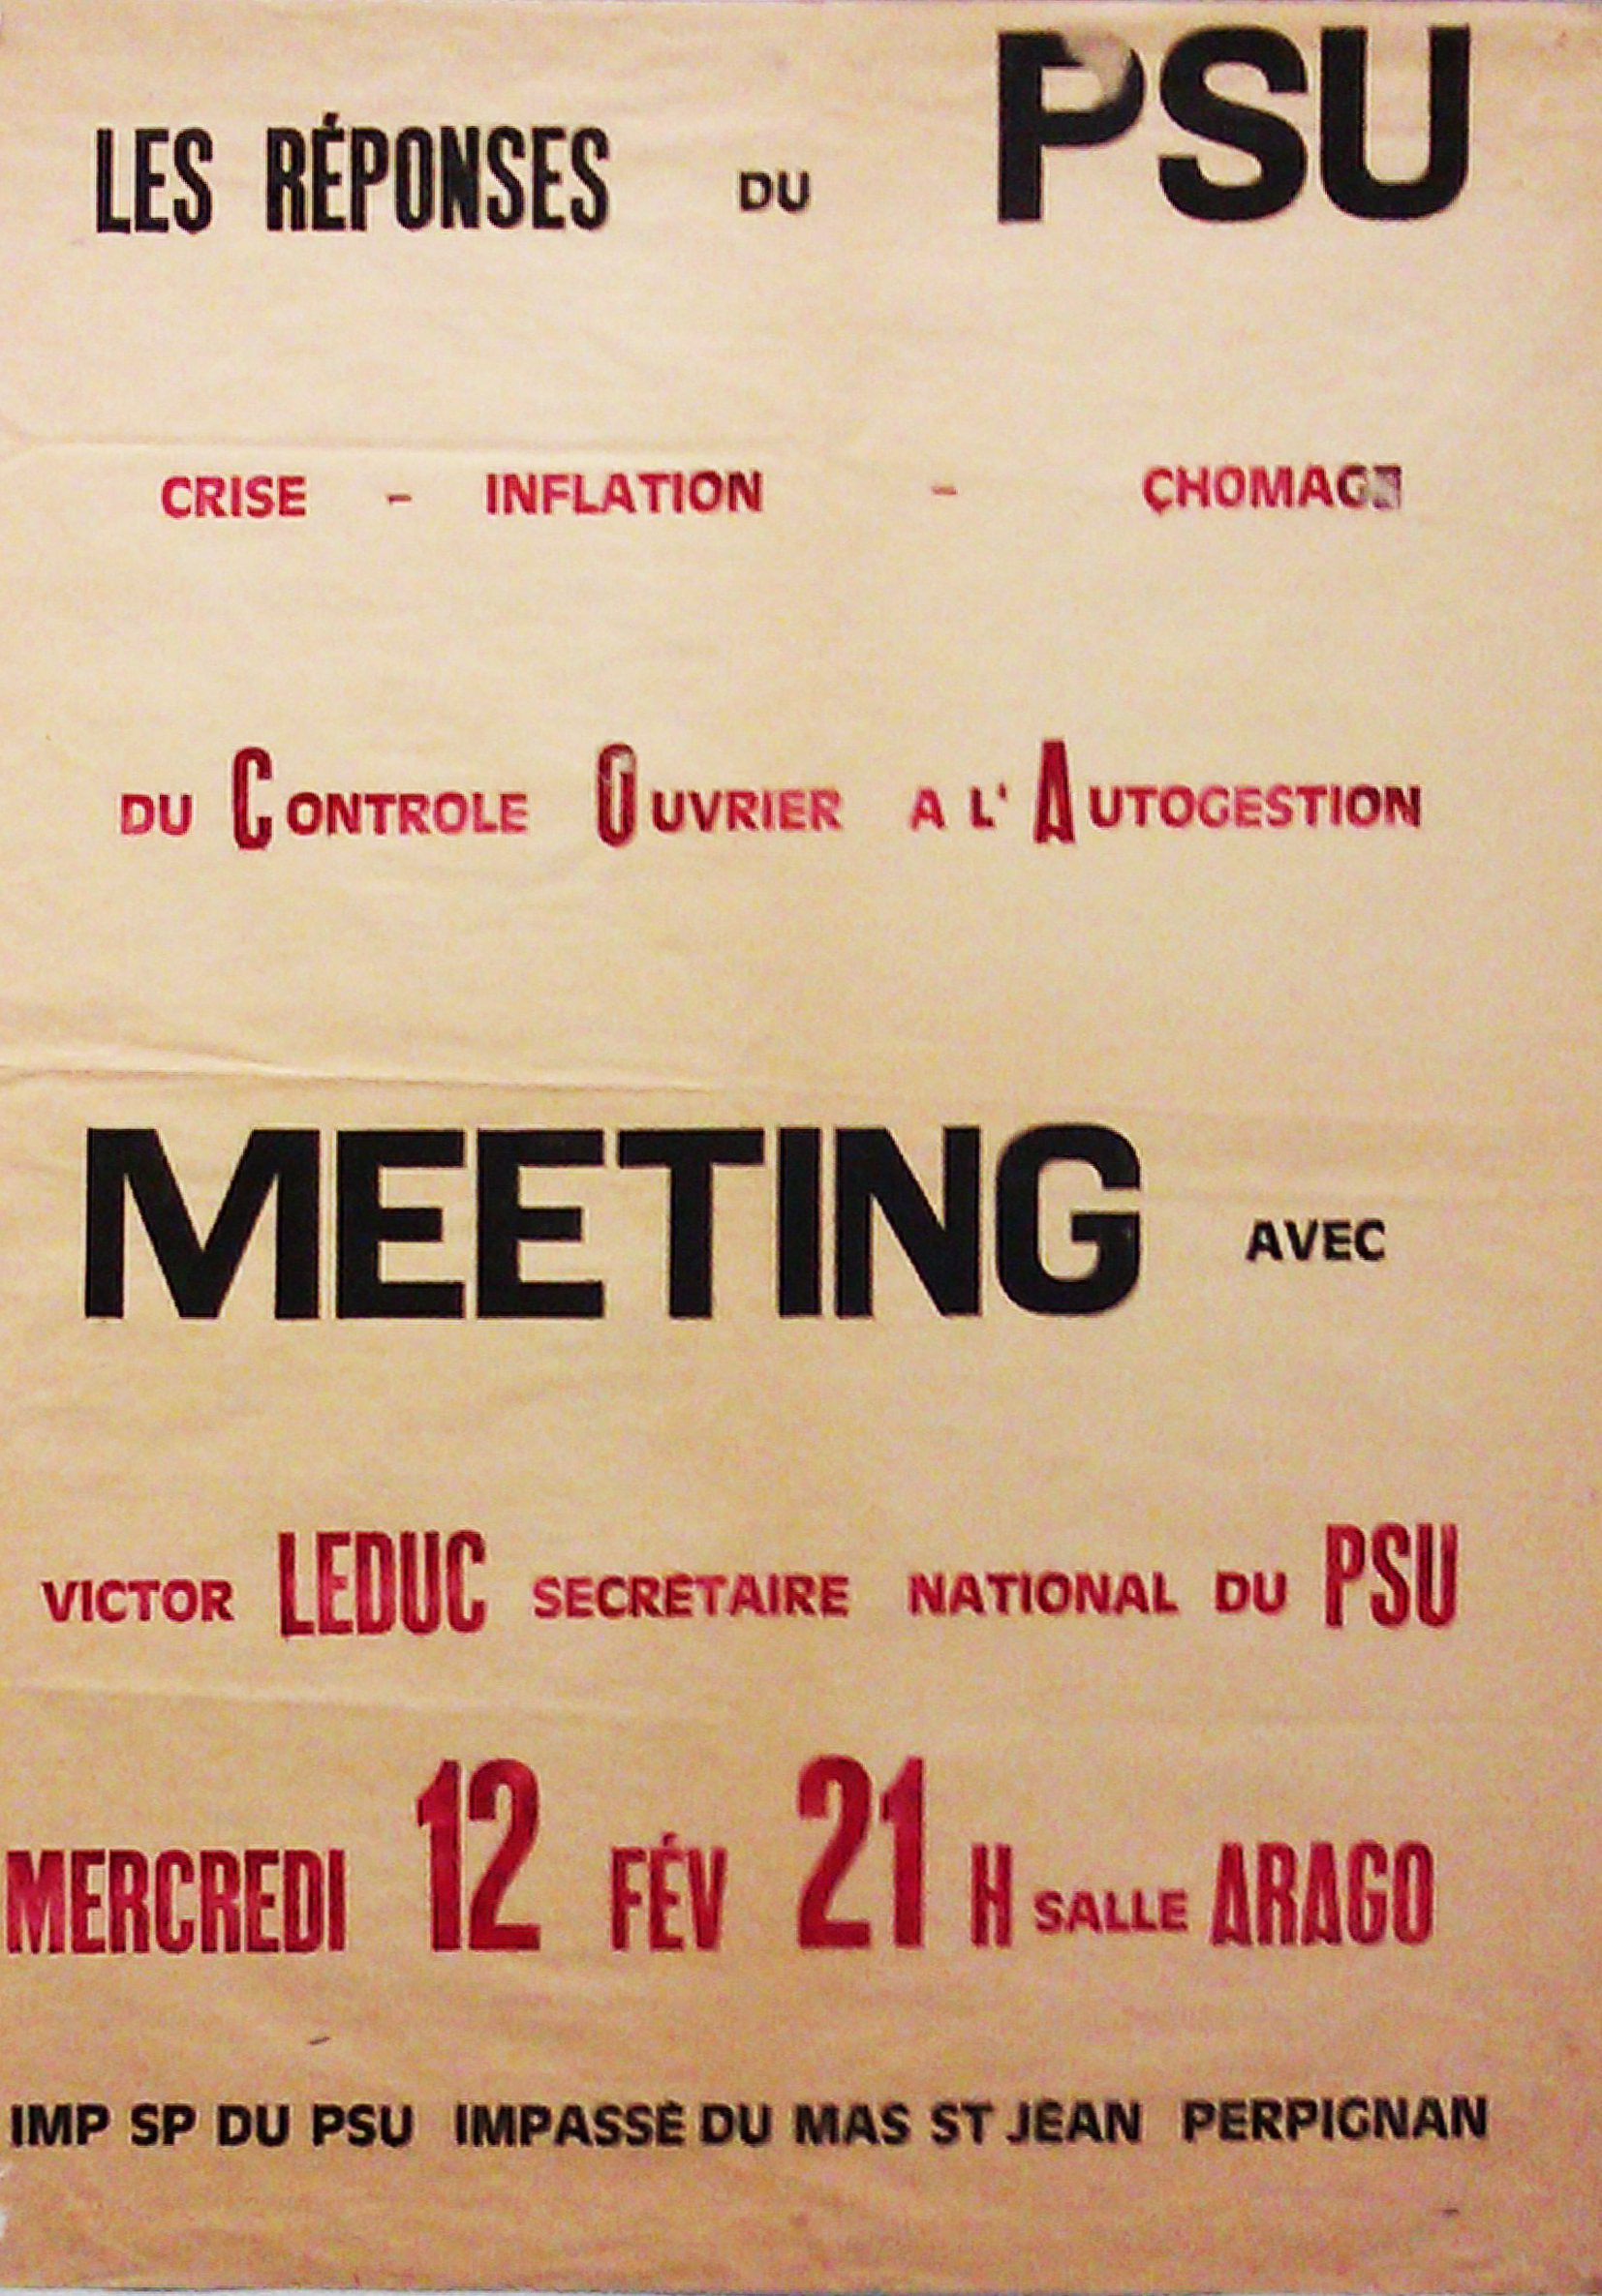 LES RÉPONSES DU PSU
CRISE - INFLATION - CHOMAGE
DU CONTROLE OUVRIER A L'AUTOGESTION
MEETING AVEC
VICTOR LEDUC SECRETAIRE NATIONAL DU PSU
MERCREDI 12 FÉV 21 H SALLE ARAGO
IMP SP DU PSU IMPASSE DU MAS ST JEAN PERPIGNAN